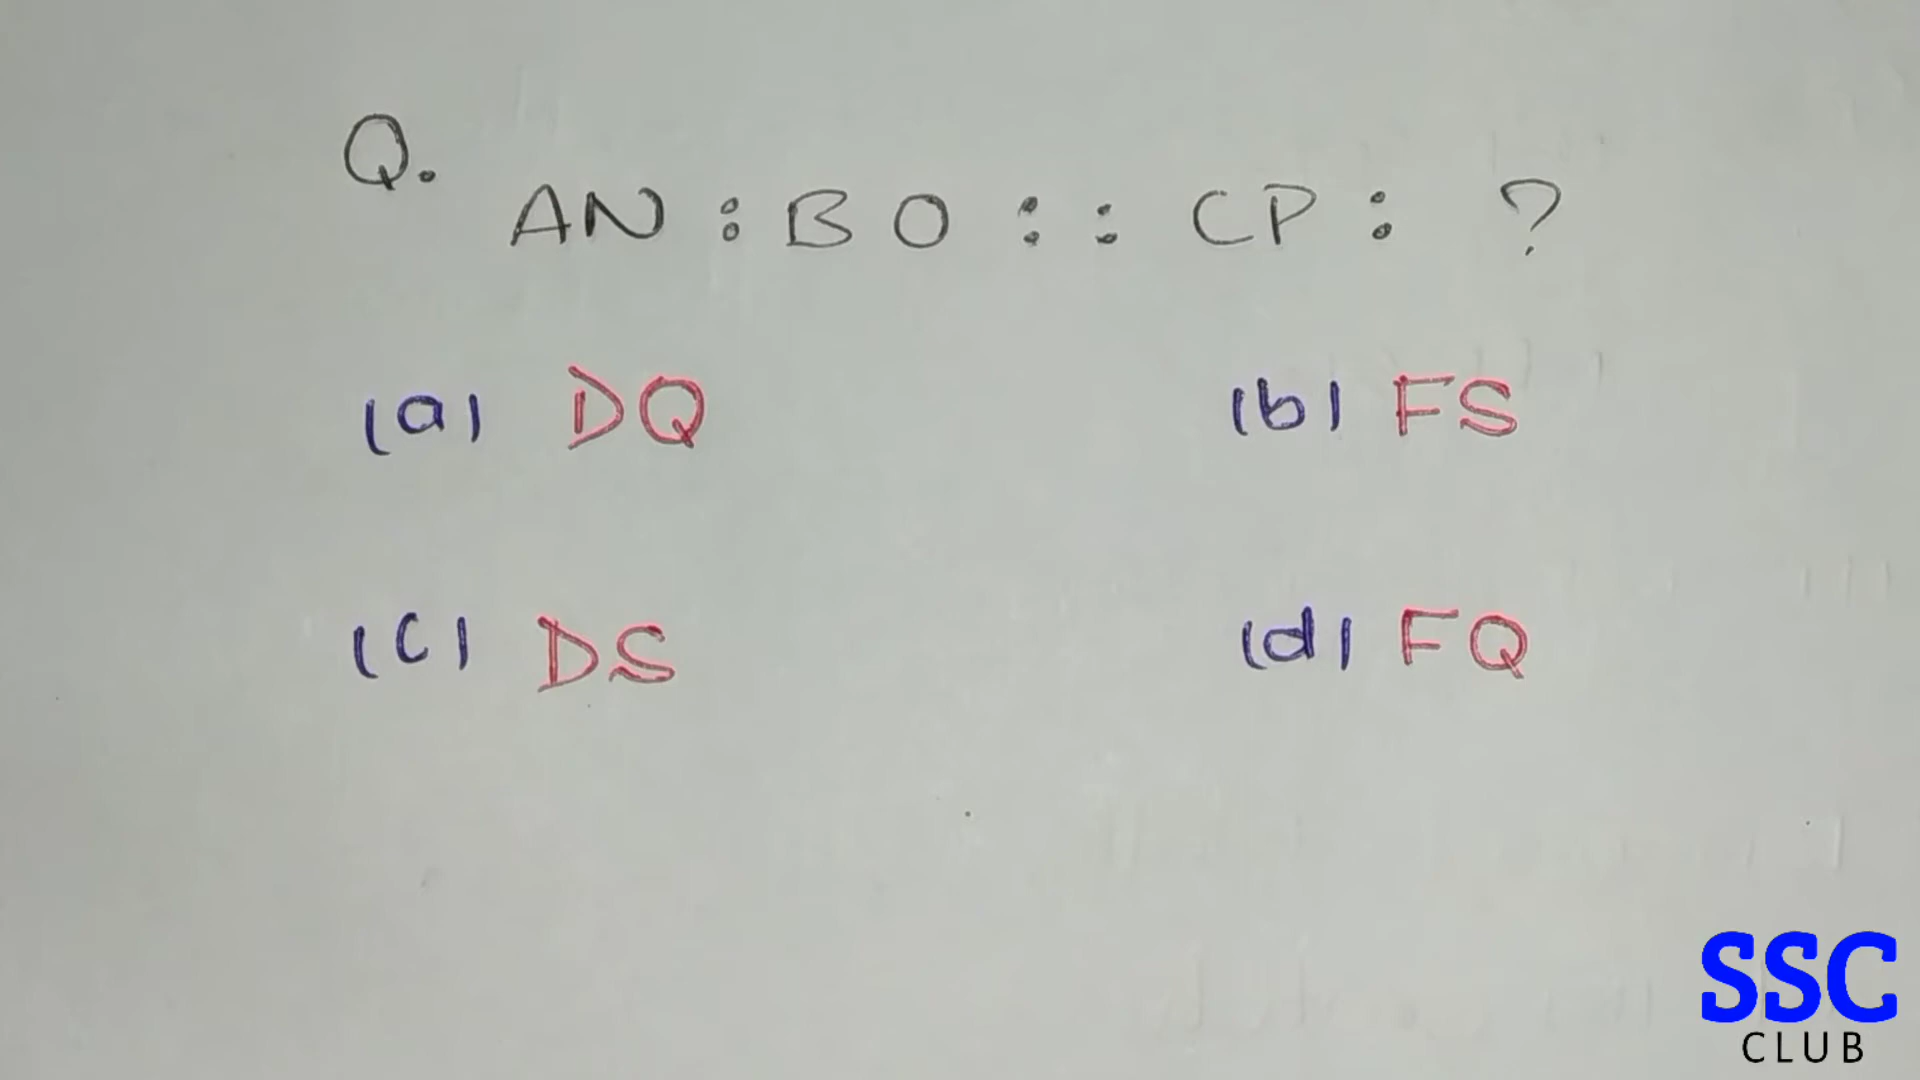 Q.
AN : BO : : CP : ?
(a) DQ (b) FS
(c) DS (d) FQ
SSC
CLUB